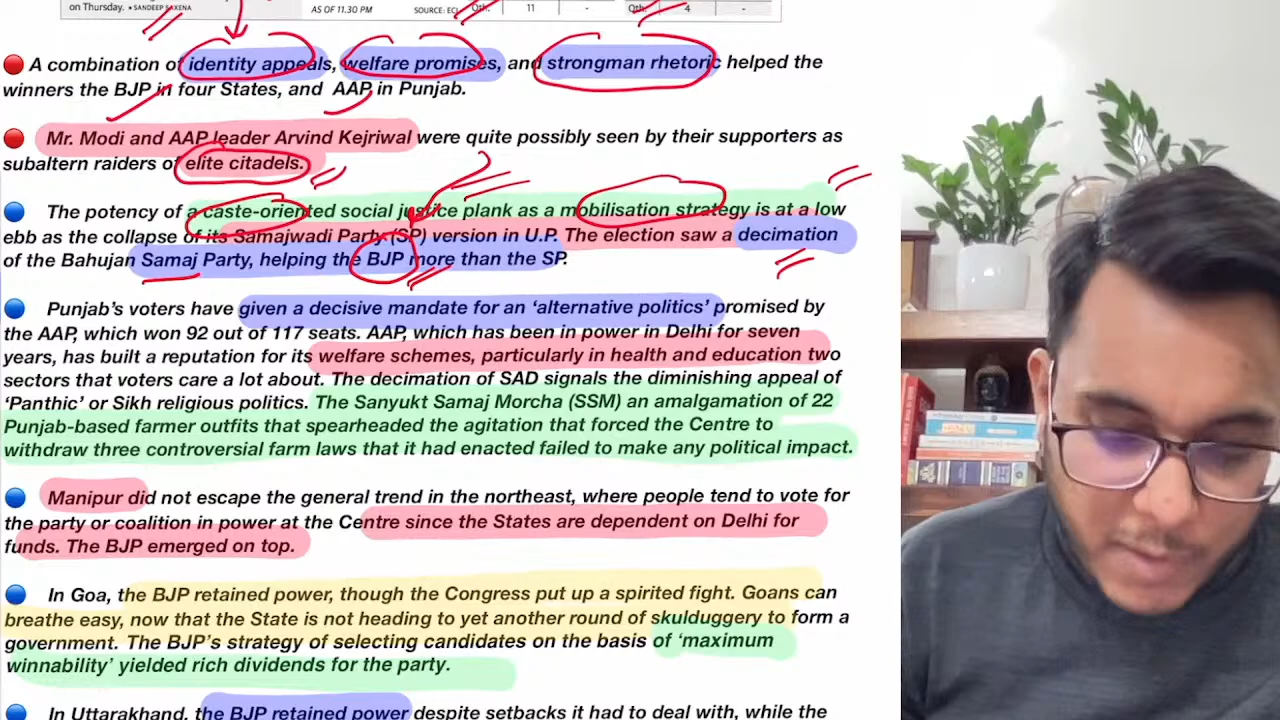 on Thursday. • SANDEEP SAXENA
AS OF 11.30 PM SOURCE: ECI Oth. 11 - Oth. 4 -
A combination of identity appeals, welfare promises, and strongman rhetoric helped the
winners the BJP in four States, and AAP in Punjab.
Mr. Modi and AAP leader Arvind Kejriwal were quite possibly seen by their supporters as
subaltern raiders of elite citadels.
The potency of a caste-oriented social justice plank as a mobilisation strategy is at a low
ebb as the collapse of its Samajwadi Party (SP) version in U.P. The election saw a decimation
of the Bahujan Samaj Party, helping the BJP more than the SP.
Punjab's voters have given a decisive mandate for an 'alternative politics' promised by
the AAP, which won 92 out of 117 seats. AAP, which has been in power in Delhi for seven
years, has built a reputation for its welfare schemes, particularly in health and education two
sectors that voters care a lot about. The decimation of SAD signals the diminishing appeal of
'Panthic' or Sikh religious politics. The Sanyukt Samaj Morcha (SSM) an amalgamation of 22
Punjab-based farmer outfits that spearheaded the agitation that forced the Centre to
withdraw three controversial farm laws that it had enacted failed to make any political impact.
Manipur did not escape the general trend in the northeast, where people tend to vote for
the party or coalition in power at the Centre since the States are dependent on Delhi for
funds. The BJP emerged on top.
In Goa, the BJP retained power, though the Congress put up a spirited fight. Goans can
breathe easy, now that the State is not heading to yet another round of skulduggery to form a
government. The BJP's strategy of selecting candidates on the basis of 'maximum
winnability' yielded rich dividends for the party.
In Uttarakhand, the BJP retained power despite setbacks it had to deal with, while the